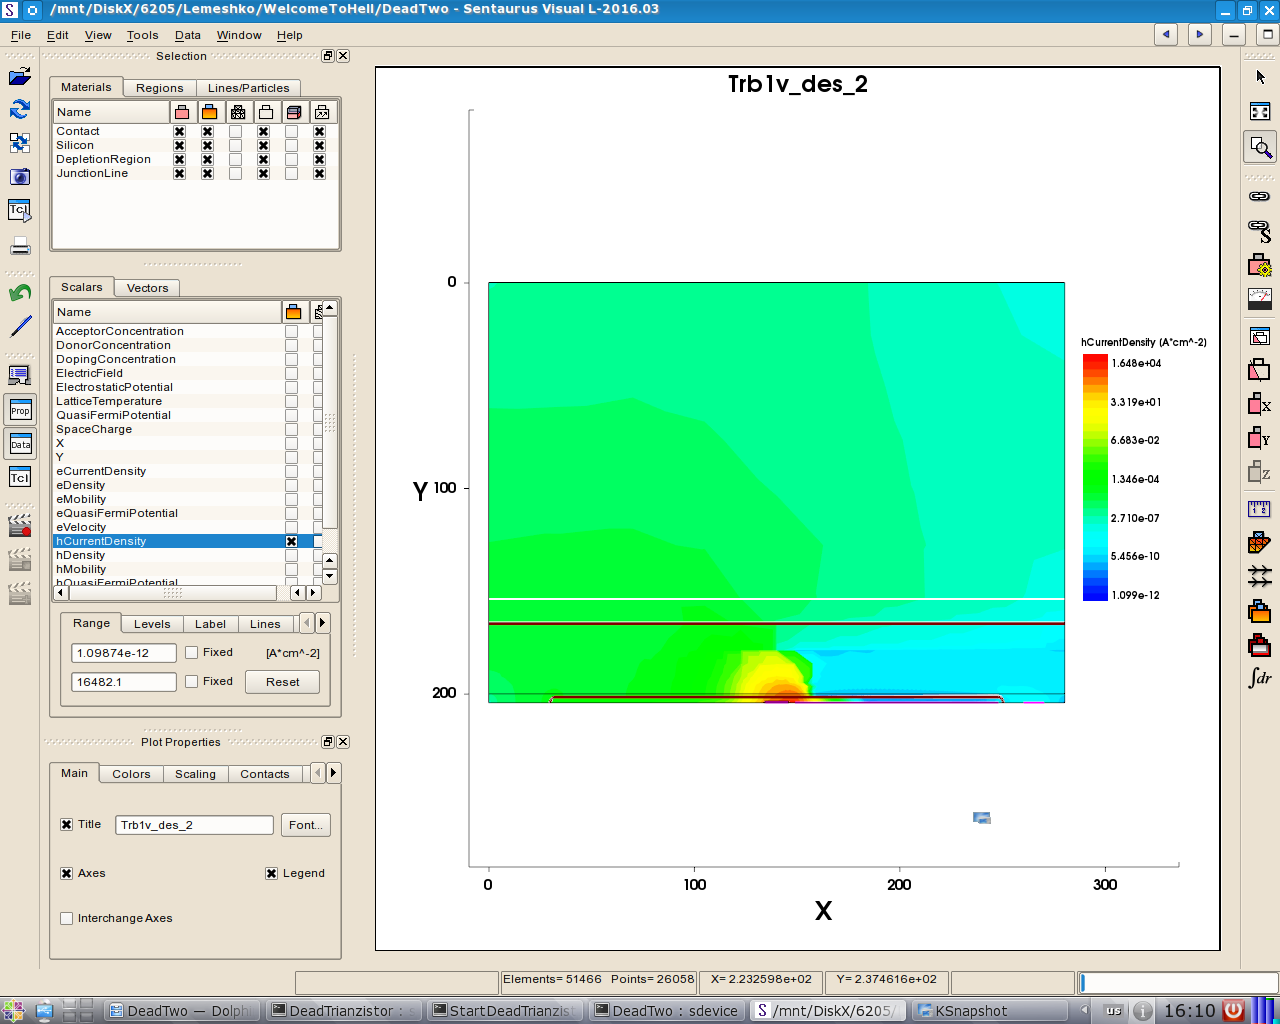 /mnt/DiskX/6205/Lemeshko/WelcomeToHell/DeadTwo - Sentaurus Visual L-2016.03
File Edit View Tools Data Window Help
Selection
Materials Regions Lines/Particles
Name
Contact
Silicon
DepletionRegion
JunctionLine
Scalars Vectors
Name
AcceptorConcentration
DonorConcentration
DopingConcentration
ElectricField
ElectrostaticPotential
LatticeTemperature
QuasiFermiPotential
SpaceCharge
X
Y
eCurrentDensity
eDensity
eMobility
eQuasiFermiPotential
eVelocity
hCurrentDensity
hDensity
hMobility
hQuasiFermiPotential
Range Levels Label Lines
1.09874e-12 Fixed [A*cm^-2]
16482.1 Fixed Reset
Plot Properties
Main Colors Scaling Contacts
Title Trb1v_des_2 Font...
Axes Legend
Interchange Axes
Tcl
Prop
Data
Tcl
Trb1v_des_2
0
Y 100
200
0 100 200 300
X
hCurrentDensity (A*cm^-2)
1.648e+04
3.319e+01
6.683e-02
1.346e-04
2.710e-07
5.456e-10
1.099e-12
S
X
Y
Z
1 2
∫dr
Elements= 51466 Points= 26058 X= 2.232598e+02 Y= 2.374616e+02
DeadTwo — Dolph DeadTrianzistor : s StartDeadTrianzist DeadTwo : sdevice /mnt/DiskX/6205/ KSnapshot us 16:10